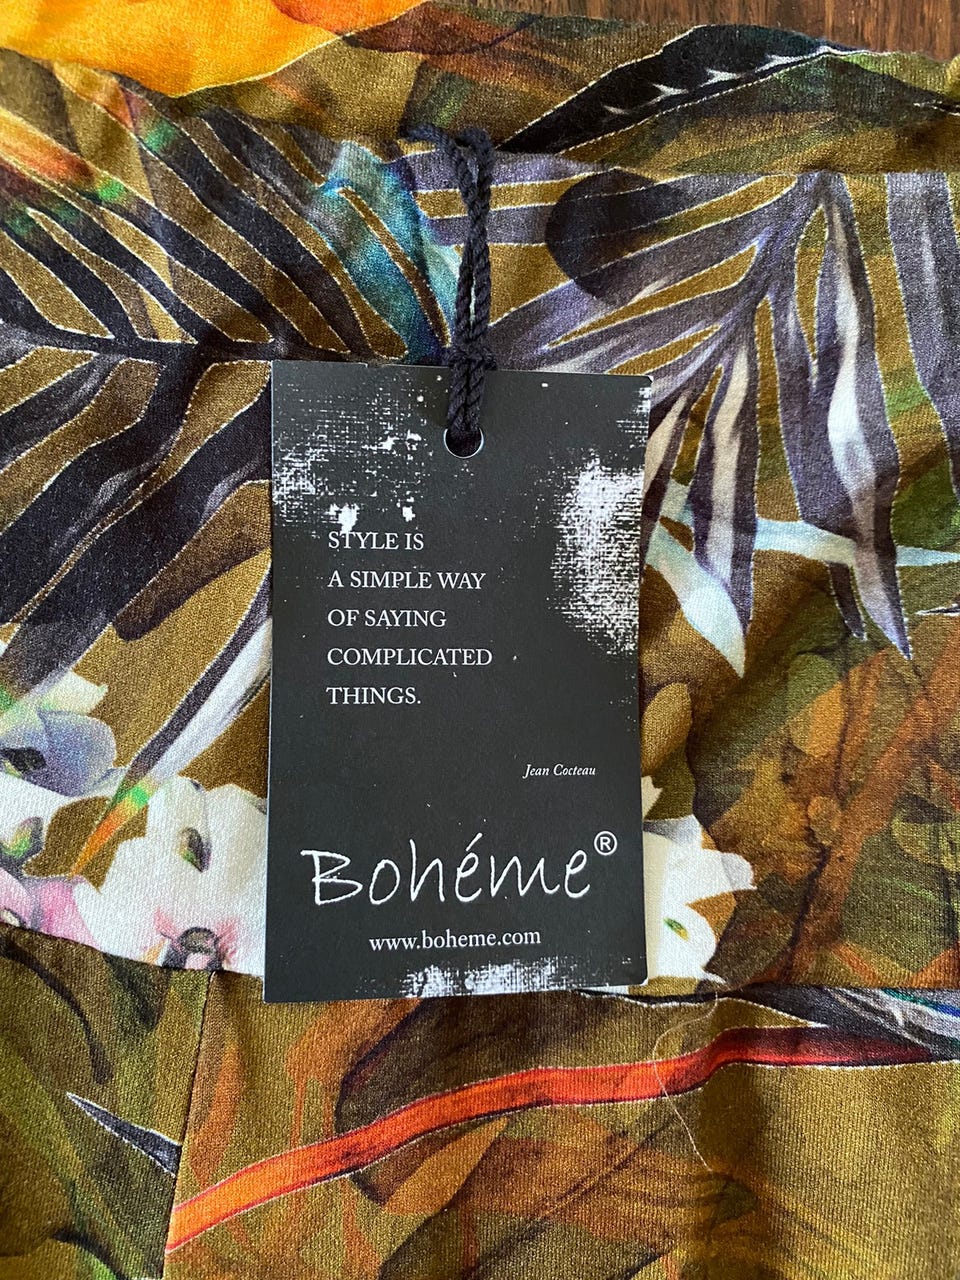 STYLE IS
A SIMPLE WAY
OF SAYING
COMPLICATED
THINGS.
Jean Cocteau
Bohéme®
www.boheme.com